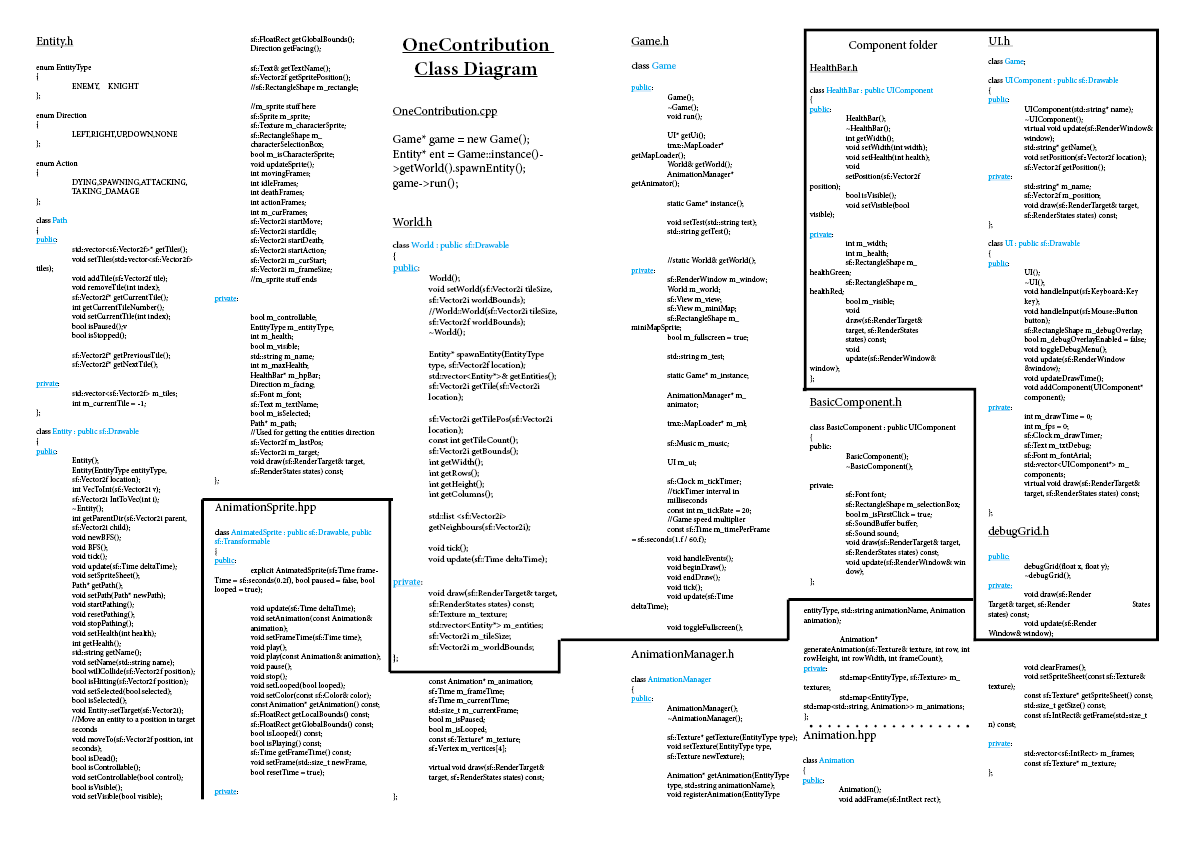 Entity.h
enum EntityType
{
ENEMY, KNIGHT
};
enum Direction
{
LEFT,RIGHT,UP,DOWN,NONE
};
enum Action
{
DYING,SPAWNING,ATTACKING,
TAKING_DAMAGE
};
class Path
{
public:
std::vector<sf::Vector2f>* getTiles();
void setTiles(std::vector<sf::Vector2f>
tiles);
void addTile(sf::Vector2f tile);
void removeTile(int index);
sf::Vector2f* getCurrentTile();
int getCurrentTileNumber();
void setCurrentTile(int index);
bool isPaused();v
bool isStopped();
sf::Vector2f* getPreviousTile();
sf::Vector2f* getNextTile();
private:
std::vector<sf::Vector2f> m_tiles;
int m_currentTile = -1;
};
class Entity : public sf::Drawable
{
public:
Entity();
Entity(EntityType entityType,
sf::Vector2f location);
int VecToInt(sf::Vector2i v);
sf::Vector2i IntToVec(int i);
~Entity();
int getParentDir(sf::Vector2i parent,
sf::Vector2i child);
void newBFS();
void BFS();
void tick();
void update(sf::Time deltaTime);
void setSpriteSheet();
Path* getPath();
void setPath(Path* newPath);
void startPathing();
void resetPathing();
void stopPathing();
void setHealth(int health);
int getHealth();
std::string getName();
void setName(std::string name);
bool willCollide(sf::Vector2f position);
bool isHitting(sf::Vector2f position);
void setSelected(bool selected);
bool isSelected();
void Entity::setTarget(sf::Vector2i);
//Move an entity to a position in target
seconds
void moveTo(sf::Vector2f position, int
seconds);
bool isDead();
bool isControllable();
void setControllable(bool control);
bool isVisible();
void setVisible(bool visible);
sf::FloatRect getGlobalBounds();
Direction getFacing();
sf::Text& getTextName();
sf::Vector2f getSpritePosition();
//sf::RectangleShape m_rectangle;
//m_sprite stuff here
sf::Sprite m_sprite;
sf::Texture m_characterSprite;
sf::RectangleShape m_
characterSelectionBox;
bool m_isCharacterSprite;
void updateSprite();
int movingFrames;
int idleFrames;
int deathFrames;
int actionFrames;
int m_curFrames;
sf::Vector2i startMove;
sf::Vector2i startIdle;
sf::Vector2i startDeath;
sf::Vector2i startAction;
sf::Vector2i m_curStart;
sf::Vector2i m_frameSize;
//m_sprite stuff ends
private:
bool m_controllable,
EntityType m_entityType;
int m_health;
bool m_visible;
std::string m_name;
int m_maxHealth;
HealthBar* m_hpBar;
Direction m_facing;
sf::Font m_font;
sf::Text m_textName;
bool m_isSelected;
Path* m_path;
//Used for getting the entities direction
sf::Vector2f m_lastPos;
sf::Vector2i m_target;
void draw(sf::RenderTarget& target,
sf::RenderStates states) const;
};
AnimationSprite.hpp
class AnimatedSprite : public sf::Drawable, public
sf::Transformable
{
public:
explicit AnimatedSprite(sf::Time frame-
Time = sf::seconds(0.2f), bool paused = false, bool
looped = true);
void update(sf::Time deltaTime);
void setAnimation(const Animation&
animation);
void setFrameTime(sf::Time time);
void play();
void play(const Animation& animation);
void pause();
void stop();
void setLooped(bool looped);
void setColor(const sf::Color& color);
const Animation* getAnimation() const;
sf::FloatRect getLocalBounds() const;
sf::FloatRect getGlobalBounds() const;
bool isLooped() const;
bool isPlaying() const;
sf::Time getFrameTime() const;
void setFrame(std::size_t newFrame,
bool resetTime = true);
private:
OneContribution
Class Diagram
OneContribution.cpp
Game* game = new Game();
Entity* ent = Game::instance()-
>getWorld().spawnEntity();
game->run();
World.h
class World : public sf::Drawable
{
public:
World();
void setWorld(sf::Vector2i tileSize,
sf::Vector2i worldBounds);
//World::World(sf::Vector2i tileSize,
sf::Vector2f worldBounds);
~World();
Entity* spawnEntity(EntityType
type, sf::Vector2f location);
std::vector<Entity*>& getEntities();
sf::Vector2i getTile(sf::Vector2i
location);
sf::Vector2i getTilePos(sf::Vector2i
location);
const int getTileCount();
sf::Vector2i getBounds();
int getWidth();
int getRows();
int getHeight();
int getColumns();
std::list <sf::Vector2i>
getNeighbours(sf::Vector2i);
void tick();
void update(sf::Time deltaTime);
private:
void draw(sf::RenderTarget& target,
sf::RenderStates states) const;
sf::Texture m_texture;
std::vector<Entity*> m_entities;
sf::Vector2i m_tileSize;
sf::Vector2i m_worldBounds;
};
const Animation* m_animation;
sf::Time m_frameTime;
sf::Time m_currentTime;
std::size_t m_currentFrame;
bool m_isPaused;
bool m_isLooped;
const sf::Texture* m_texture;
sf::Vertex m_vertices[4];
virtual void draw(sf::RenderTarget&
target, sf::RenderStates states) const;
};
Game.h
class Game
public:
Game();
~Game();
void run();
UI* getUi();
tmx::MapLoader*
getMapLoader();
World& getWorld();
AnimationManager*
getAnimator();
static Game* instance();
void setTest(std::string test);
std::string getTest();
//static World& getWorld();
private:
sf::RenderWindow m_window;
World m_world;
sf::View m_view;
sf::View m_miniMap;
sf::RectangleShape m_
miniMapSprite;
bool m_fullscreen = true;
std::string m_test;
static Game* m_instance;
AnimationManager* m_
animator;
tmx::MapLoader* m_ml;
sf::Music m_music;
UI m_ui;
sf::Clock m_tickTimer;
//tickTimer interval in
milliseconds
const int m_tickRate = 20;
//Game speed multiplier
const sf::Time m_timePerFrame
= sf::seconds(1.f / 60.f);
void handleEvents();
void beginDraw();
void endDraw();
void tick();
void update(sf::Time
deltaTime);
void toggleFullscreen();
AnimationManager.h
class AnimationManager
{
public:
AnimationManager();
~AnimationManager();
sf::Texture* getTexture(EntityType type);
void setTexture(EntityType type,
sf::Texture newTexture);
Animation* getAnimation(EntityType
type, std::string animationName);
void registerAnimation(EntityType
Component folder
HealthBar.h
class HealthBar : public UIComponent
{
public:
HealthBar();
~HealthBar();
int getWidth();
void setWidth(int width);
void setHealth(int health);
void
setPosition(sf::Vector2f
position);
bool isVisible();
void setVisible(bool
visible);
private:
int m_width;
int m_health;
sf::RectangleShape m_
healthGreen;
sf::RectangleShape m_
healthRed;
bool m_visible;
void
draw(sf::RenderTarget&
target, sf::RenderStates
states) const;
void
update(sf::RenderWindow&
window);
};
BasicComponent.h
class BasicComponent : public UIComponent
{
public:
BasicComponent();
~BasicComponent();
private:
sf::Font font;
sf::RectangleShape m_selectionBox;
bool m_isFirstClick = true;
sf::SoundBuffer buffer;
sf::Sound sound;
void draw(sf::RenderTarget& target,
sf::RenderStates states) const;
void update(sf::RenderWindow& win
dow);
};
entityType, std::string animationName, Animation
animation);
Animation*
generateAnimation(sf::Texture& texture, int row, int
rowHeight, int rowWidth, int frameCount);
private:
std::map<EntityType, sf::Texture> m_
textures;
std::map<EntityType,
std::map<std::string, Animation>> m_animations;
};
Animation.hpp
class Animation
{
public:
Animation();
void addFrame(sf::IntRect rect);
UI.h
class Game;
class UIComponent : public sf::Drawable
{
public:
UIComponent(std::string* name);
~UIComponent();
virtual void update(sf::RenderWindow&
window);
std::string* getName();
void setPosition(sf::Vector2f location);
sf::Vector2f getPosition();
private:
std::string* m_name;
sf::Vector2f m_position;
void draw(sf::RenderTarget& target,
sf::RenderStates states) const;
};
class UI : public sf::Drawable
{
public:
UI();
~UI();
void handleInput(sf::Keyboard::Key
key);
void handleInput(sf::Mouse::Button
button);
sf::RectangleShape m_debugOverlay;
bool m_debugOverlayEnabled = false;
void toggleDebugMenu();
void update(sf::RenderWindow
&window);
void updateDrawTime();
void addComponent(UIComponent*
component);
private:
int m_drawTime = 0;
int m_fps = 0;
sf::Clock m_drawTimer;
sf::Text m_txtDebug;
sf::Font m_fontArial;
std::vector<UIComponent*> m_
components;
virtual void draw(sf::RenderTarget&
target, sf::RenderStates states) const;
};
debugGrid.h
public:
debugGrid(float x, float y);
~debugGrid();
private:
void draw(sf::Render
Target& target, sf::Render States
states) const;
void update(sf::Render
Window& window);
void clearFrames();
void setSpriteSheet(const sf::Texture&
texture);
const sf::Texture* getSpriteSheet() const;
std::size_t getSize() const;
const sf::IntRect& getFrame(std::size_t
n) const;
private:
std::vector<sf::IntRect> m_frames;
const sf::Texture* m_texture;
};